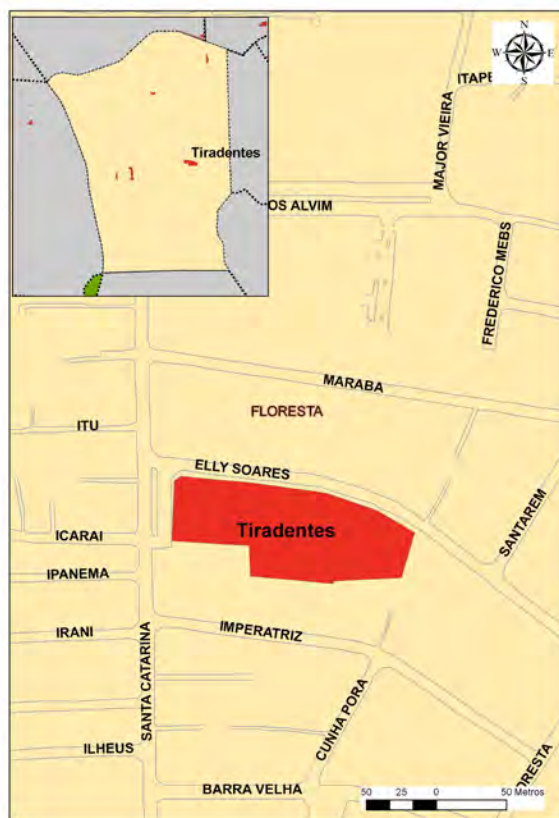 N
W
E
S
ITAPE
Tiradentes
MAJOR VIEIRA
OS ALVIM
FREDERICO MEBS
MARABA
FLORESTA
ITU
ELLY SOARES
Tiradentes
SANTAREM
ICARAI
IPANEMA
IRANI
IMPERATRIZ
SANTA CATARINA
CUNHA PORA
ILHEUS
ORESTA
BARRA VELHA
50 25 0 50 Metros